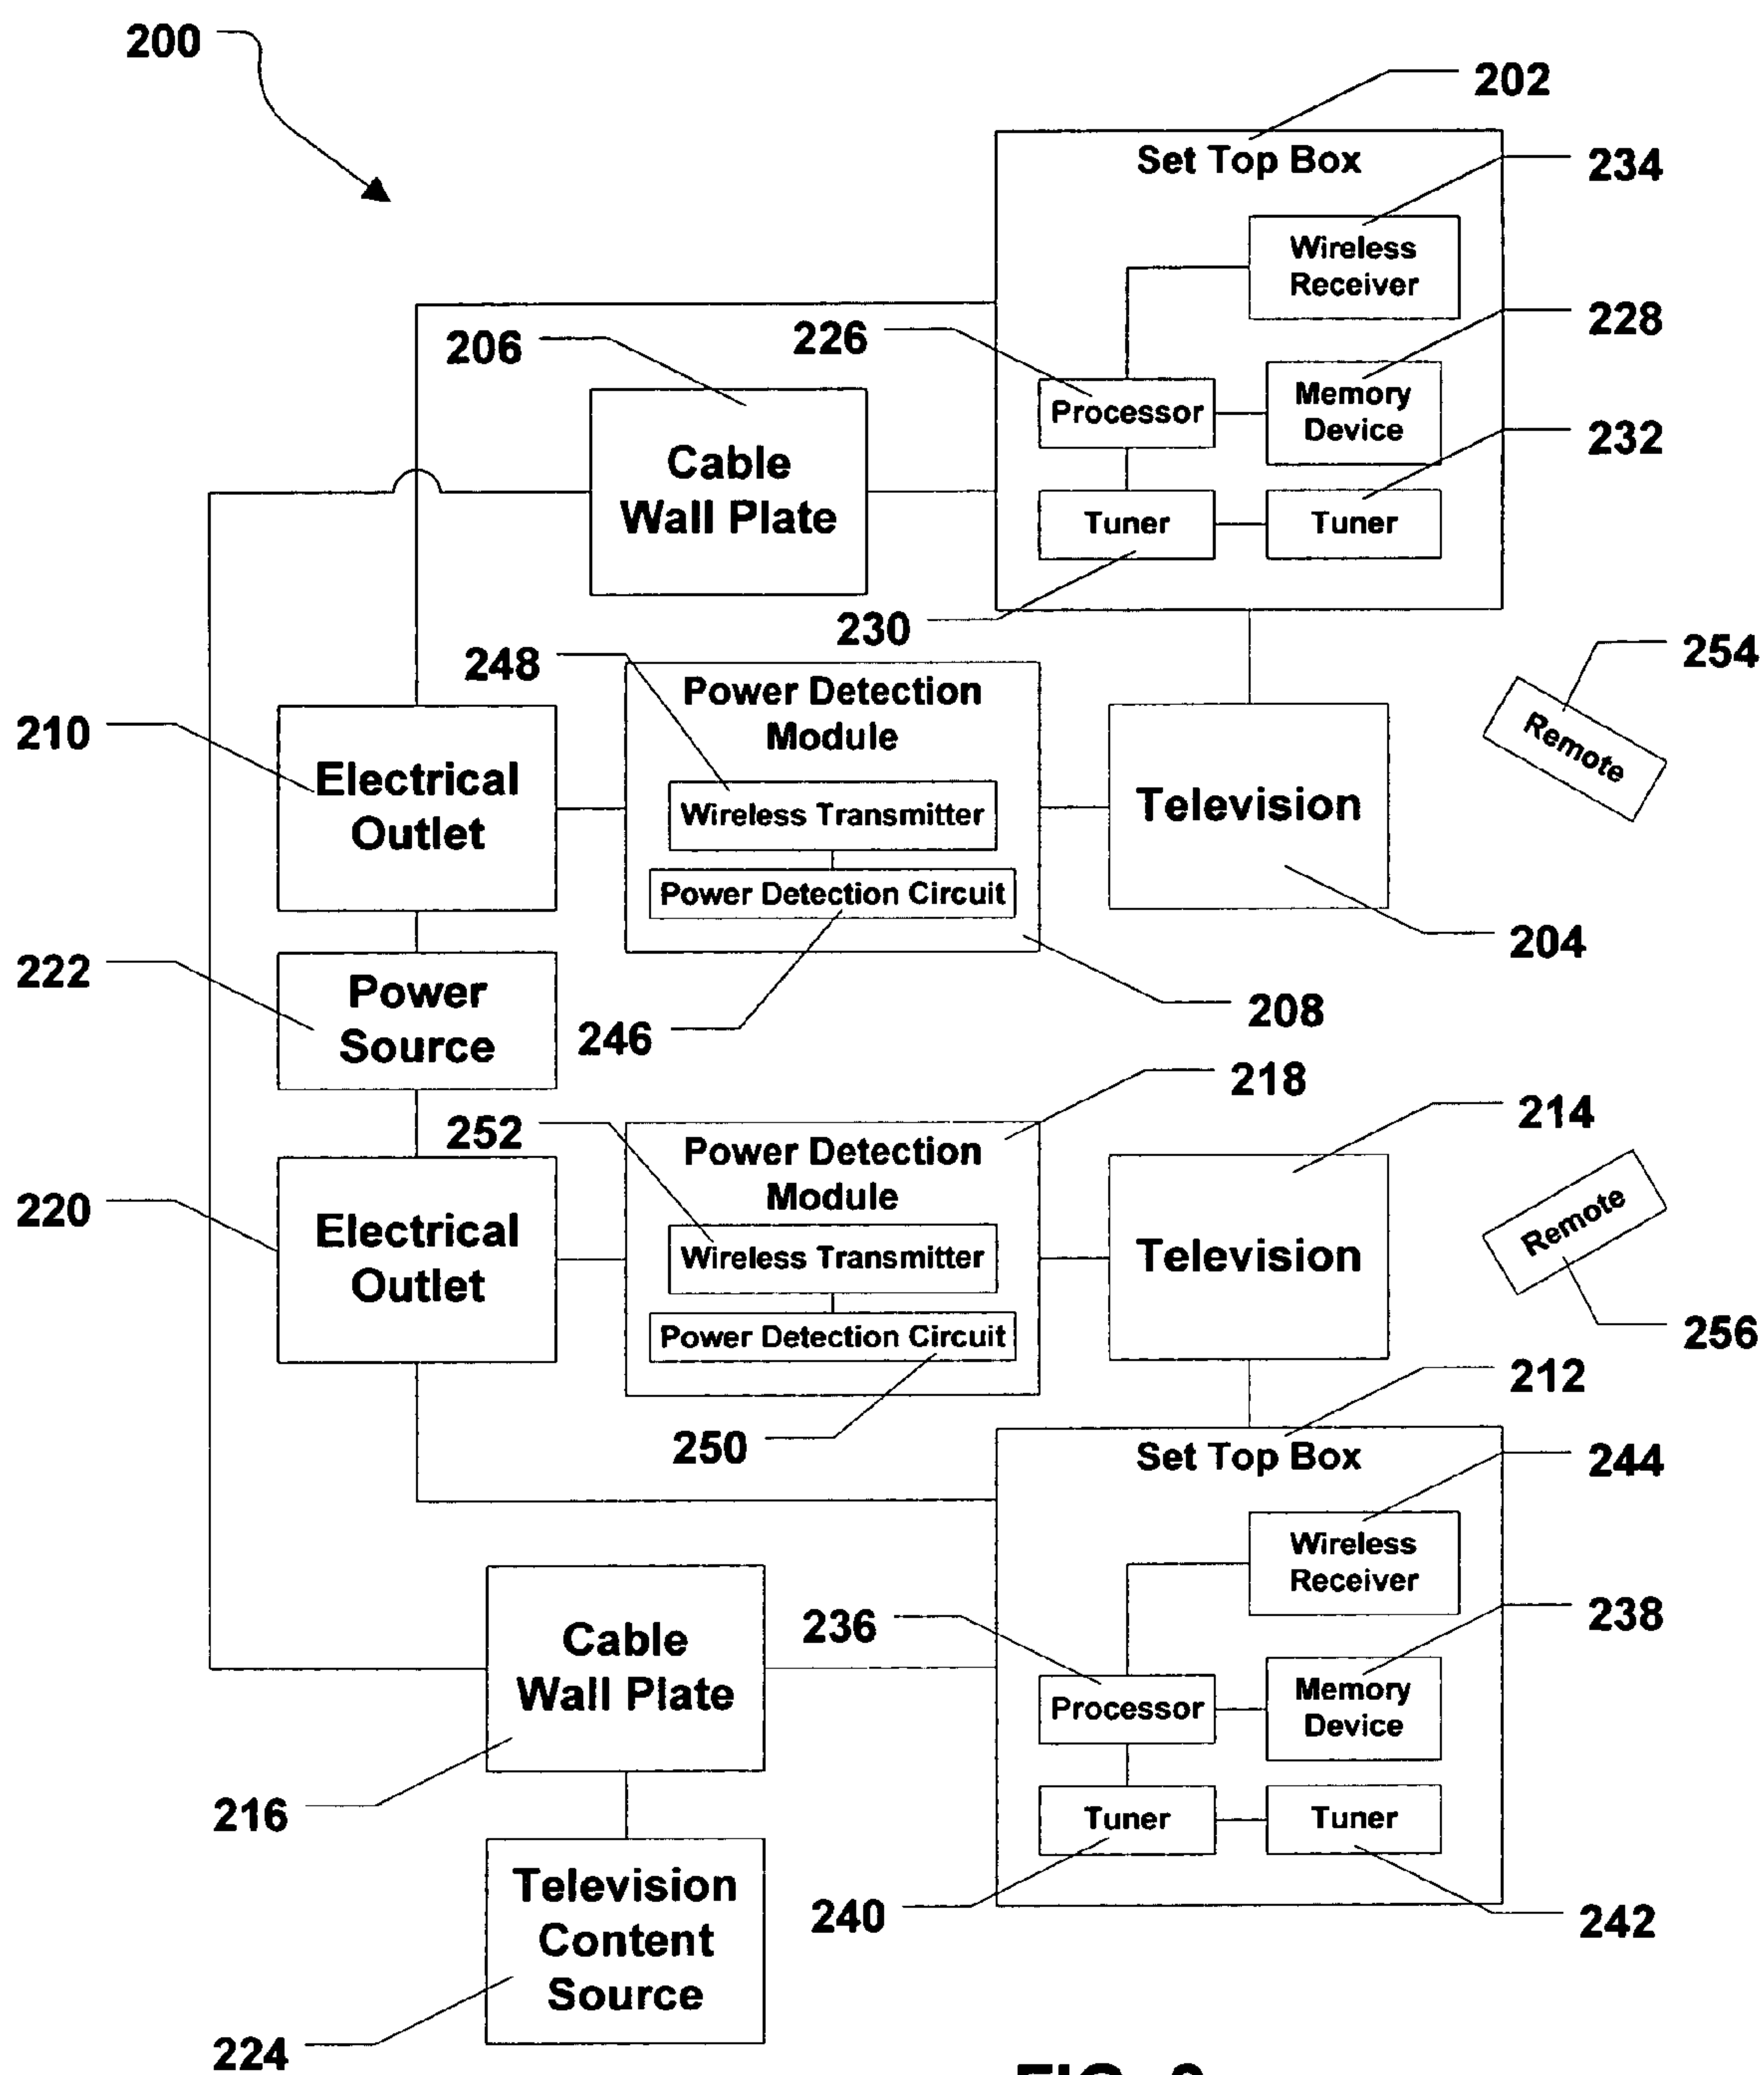 200
202
Set Top Box
234
Wireless
Receiver
228
206
226
Memory
Device
Processor
232
Cable
Wall Plate
Tuner
Tuner
230
254
248
Power Detection
Module
Remote
210
Electrical
Outlet
Wireless Transmitter
Television
Power Detection Circuit
204
222
Power
Source
208
246
218
214
252
Power Detection
Module
220
Electrical
Outlet
Wireless Transmitter
Television
Remote
Power Detection Circuit
256
212
250
Set Top Box
244
Wireless
Receiver
238
236
Cable
Wall Plate
Memory
Device
Processor
216
Tuner
Tuner
Television
Content
Source
240
242
224